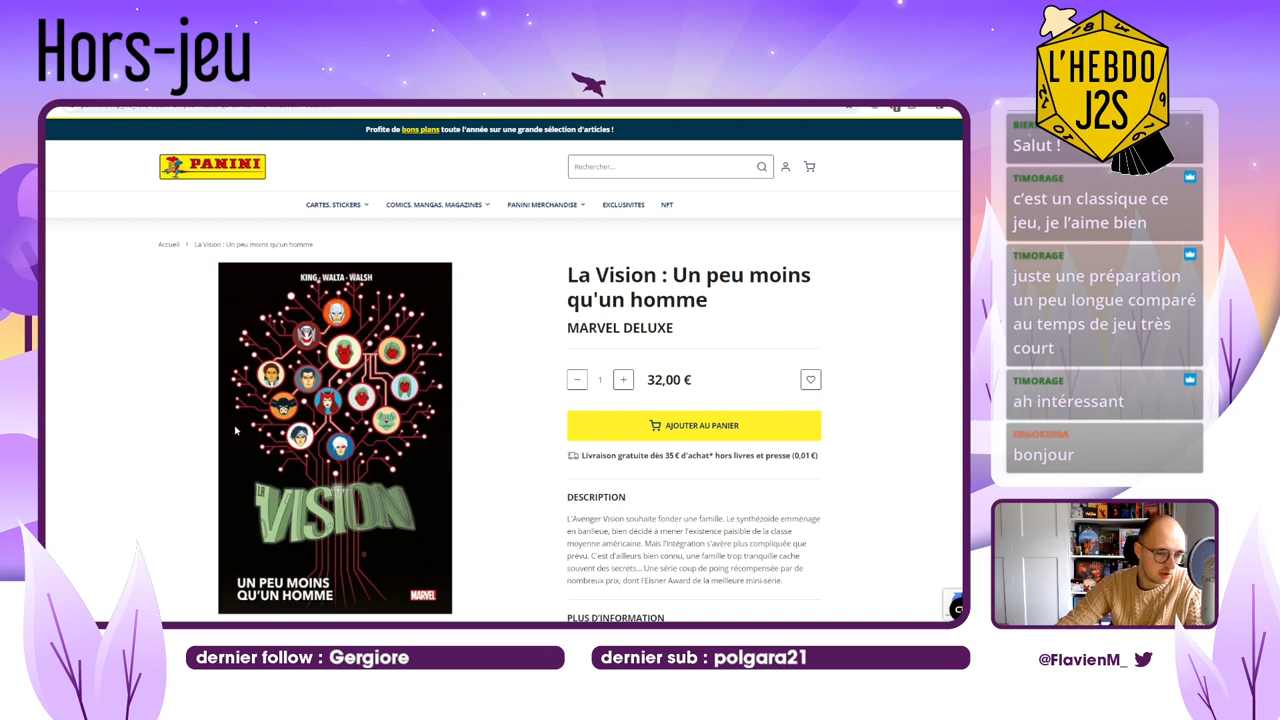 Hors-jeu
L'HEBDO
J2S
18
4
Profite de bons plans toute l'année sur une grande sélection d'articles !
PANINI
Rechercher...
CARTES, STICKERS
COMICS, MANGAS, MAGAZINES
PANINI MERCHANDISE
EXCLUSIVITES
NFT
Accueil > La Vision : Un peu moins qu'un homme
KING • WALTA • WALSH
LA
VISION
UN PEU MOINS
QU'UN HOMME
MARVEL
La Vision : Un peu moins
qu'un homme
MARVEL DELUXE
− 1 + 32,00 €
AJOUTER AU PANIER
Livraison gratuite dès 35 € d'achat* hors livres et presse (0,01 €)
DESCRIPTION
L'Avenger Vision souhaite fonder une famille. Le synthézoïde emménage
en banlieue, bien décidé à mener l'existence paisible de la classe
moyenne américaine. Mais l'intégration s'avère plus compliquée que
prévu. C'est d'ailleurs bien connu, une famille trop tranquille cache
souvent des secrets... Une série coup de poing récompensée par de
nombreux prix, dont l'Eisner Award de la meilleure mini-série.
PLUS D'INFORMATION
Salut !
TIMORAGE
c'est un classique ce
jeu, je l'aime bien
TIMORAGE
juste une préparation
un peu longue comparé
au temps de jeu très
court
TIMORAGE
ah intéressant
ERGOSIDRA
bonjour
dernier follow : Gergiore
dernier sub : polgara21
@FlavienM_